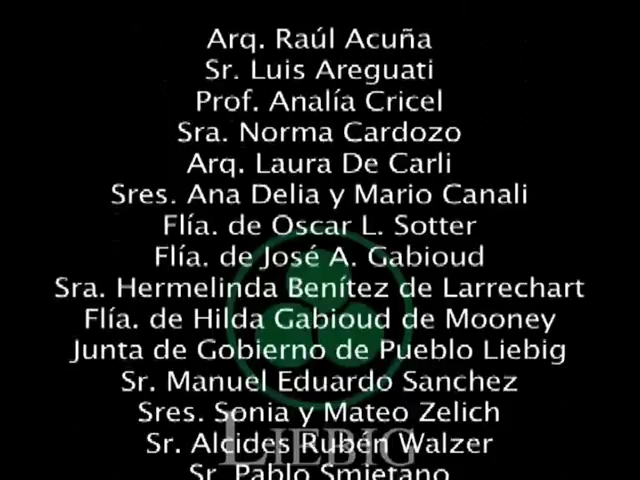 Arq. Raúl Acuña
Sr. Luis Areguati
Prof. Analía Cricel
Sra. Norma Cardozo
Arq. Laura De Carli
Sres. Ana Delia y Mario Canali
Flía. de Oscar L. Sotter
Flía. de José A. Gabioud
Sra. Hermelinda Benítez de Larrechart
Flía. de Hilda Gabioud de Mooney
Junta de Gobierno de Pueblo Liebig
Sr. Manuel Eduardo Sanchez
Sres. Sonia y Mateo Zelich
Sr. Alcides Rubén Walzer
LIEBIG
Sr. Pablo Smietano